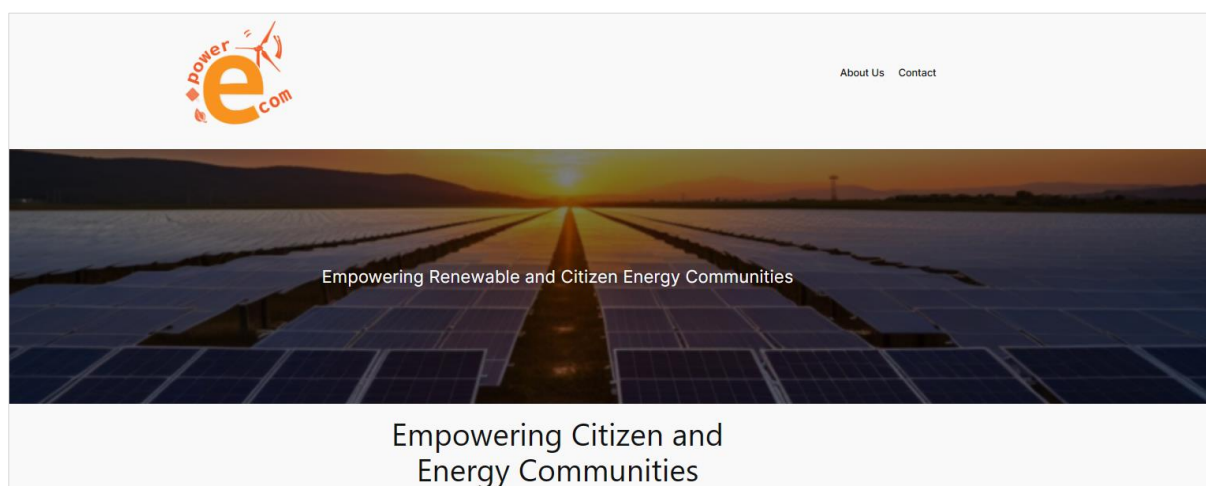 power
e
com
About Us Contact
Empowering Renewable and Citizen Energy Communities
Empowering Citizen and
Energy Communities